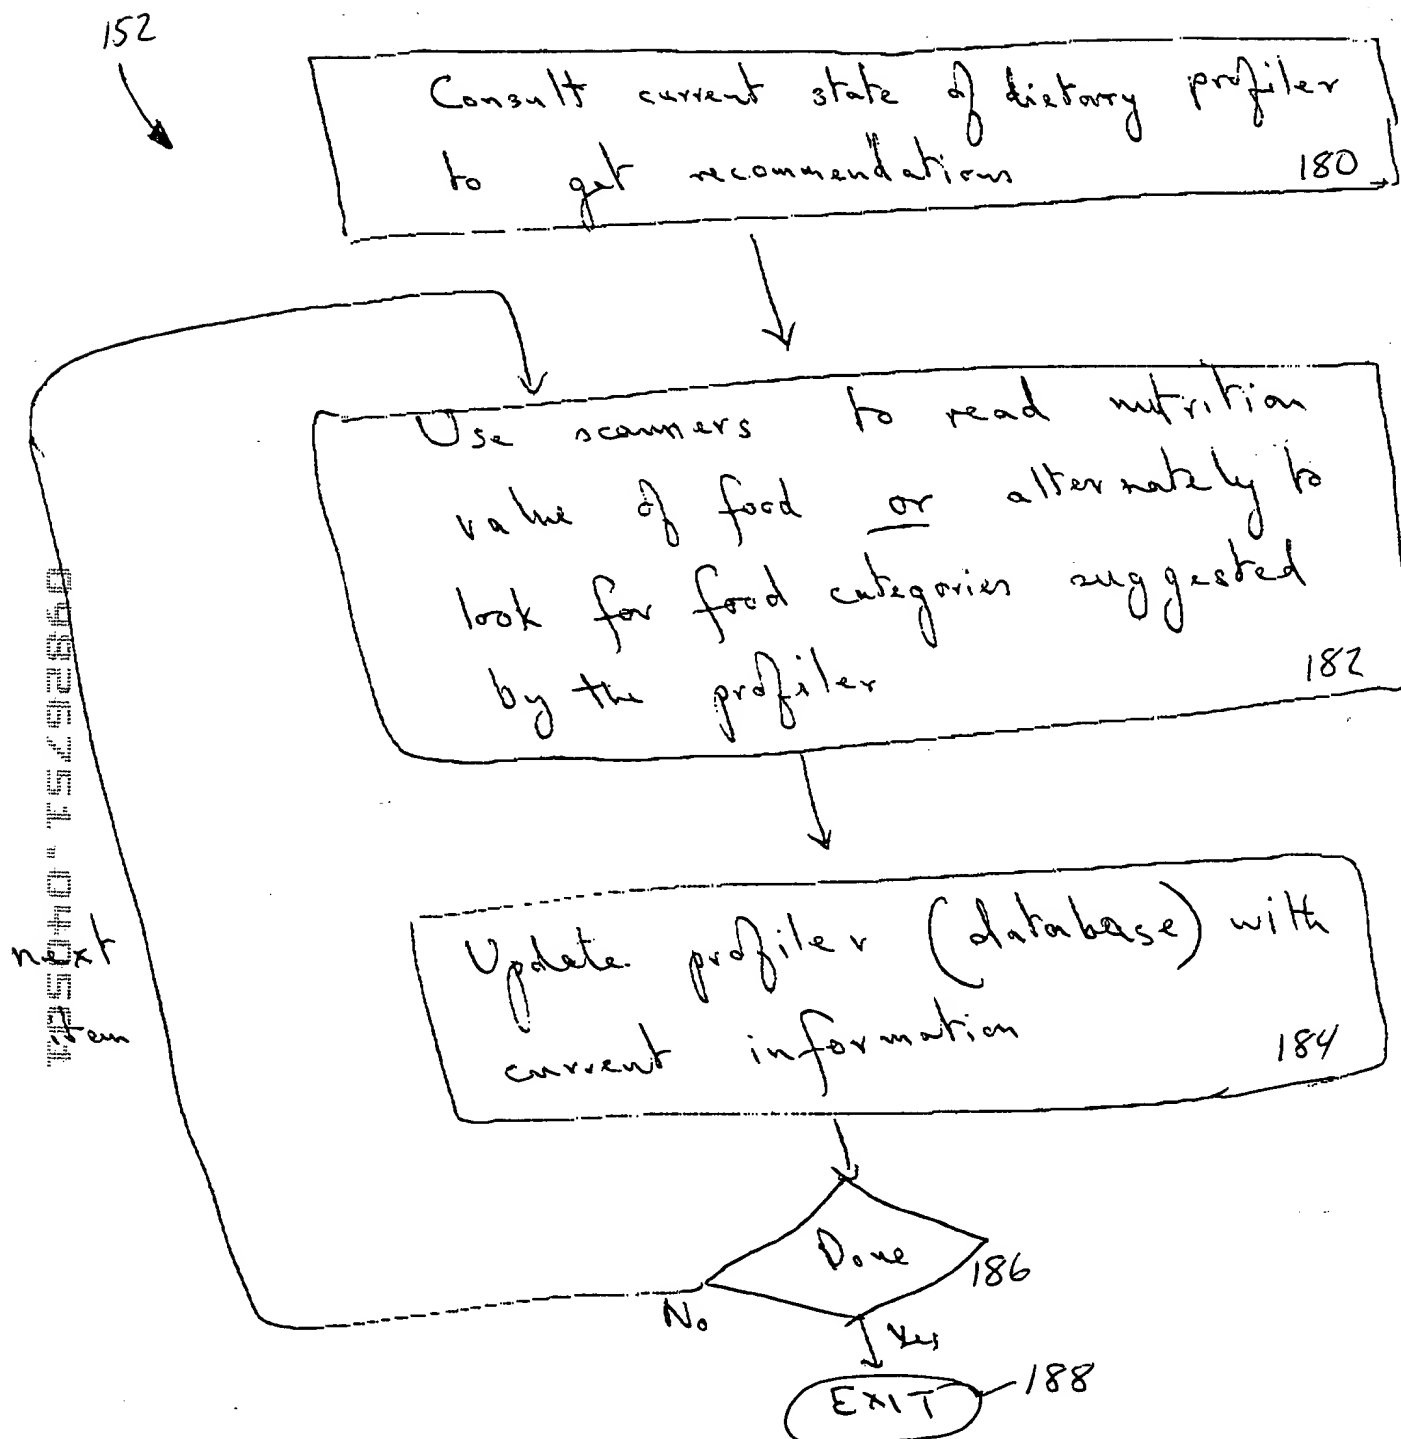 152
Consult current state of dietary profiler
to get recommendations 180
Use scanners to read nutrition
value of food or alternately to
look for food categories suggested
by the profiler 182
Update profiler (database) with
current information 184
next
item
Done 186
No
Yes
EXIT 188